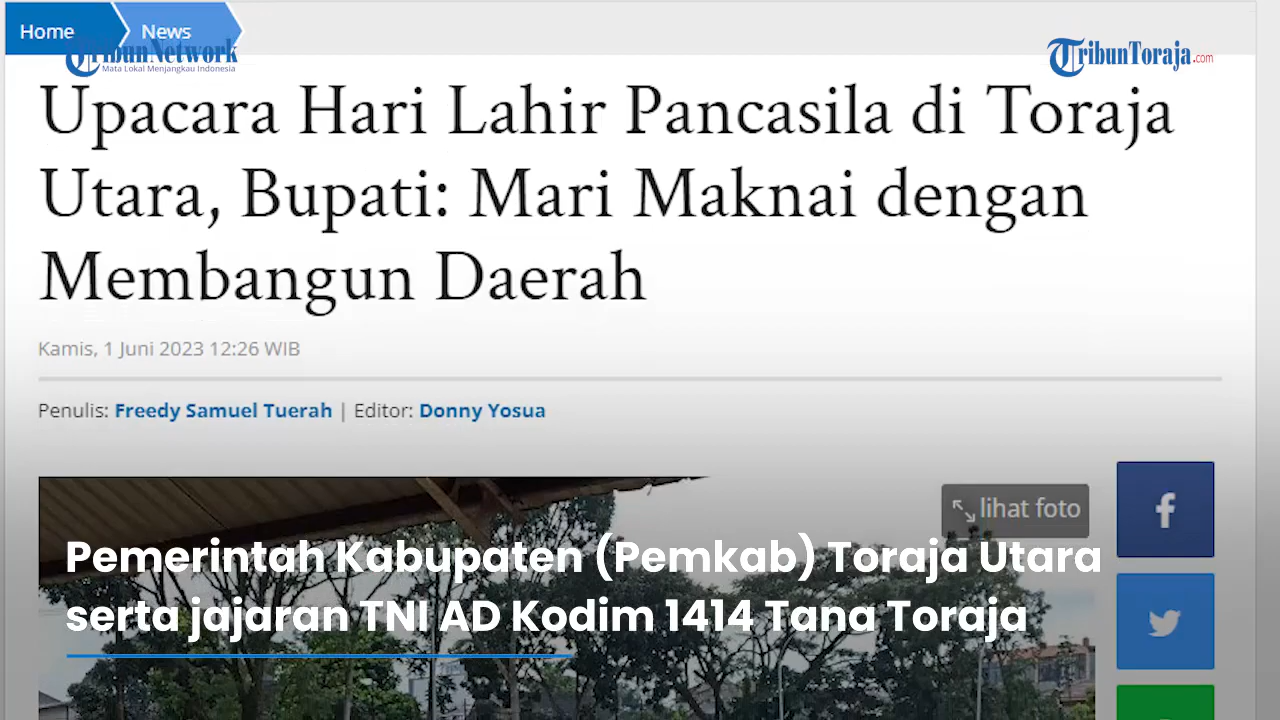 Home
News
TribunNetwork
Mata Lokal Menjangkau Indonesia
TribunToraja.com
Upacara Hari Lahir Pancasila di Toraja
Utara, Bupati: Mari Maknai dengan
Membangun Daerah
Kamis, 1 Juni 2023 12:26 WIB
Penulis: Freedy Samuel Tuerah | Editor: Donny Yosua
lihat foto
Pemerintah Kabupaten (Pemkab) Toraja Utara
serta jajaran TNI AD Kodim 1414 Tana Toraja